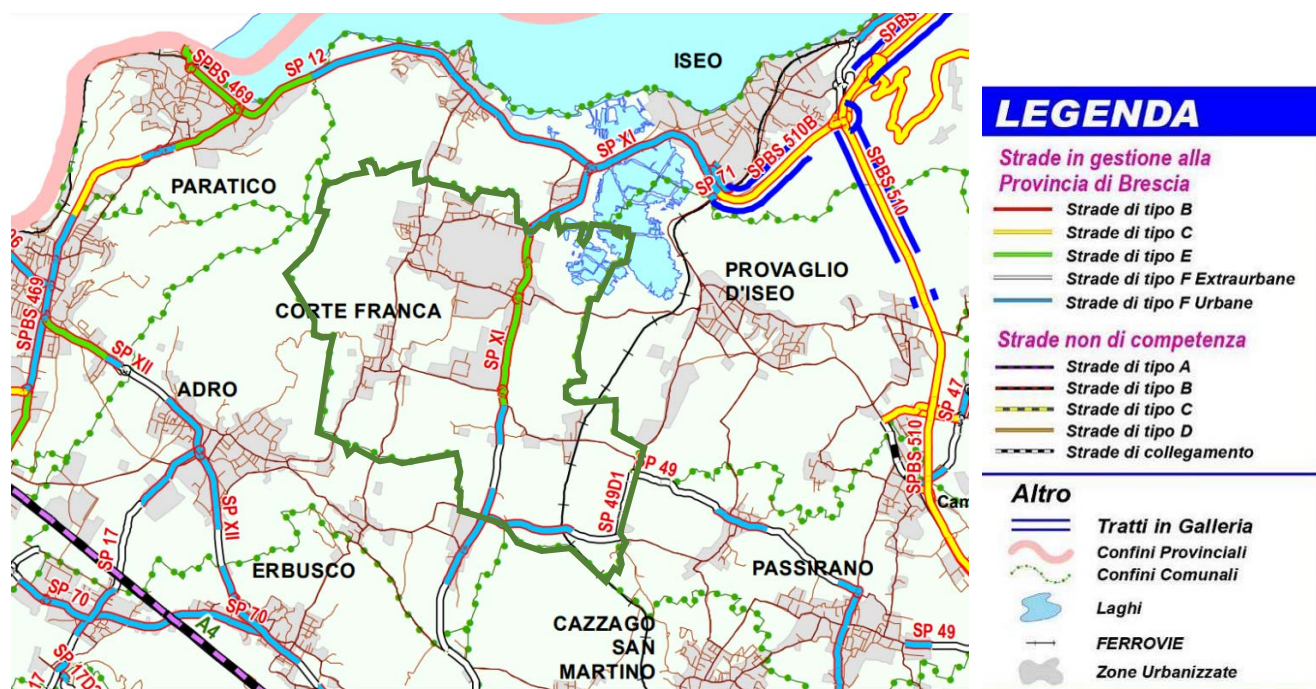 ISEO
SPBS 469
SP 12
SPBS 510B
SP XI
SP 71
SPBS 510
PARATICO
PROVAGLIO
D'ISEO
CORTE FRANCA
SPBS 469
SP XII
SP XI
ADRO
SP 47
SPBS 510
SP 49
SP 49D1
Cam
SP XII
SP 17
ERBUSCO
PASSIRANO
SP 70
SP 70
A4
CAZZAGO
SAN
MARTINO
SP 49
SP 17D
17
LEGENDA
Strade in gestione alla
Provincia di Brescia
Strade di tipo B
Strade di tipo C
Strade di tipo E
Strade di tipo F Extraurbane
Strade di tipo F Urbane
Strade non di competenza
Strade di tipo A
Strade di tipo B
Strade di tipo C
Strade di tipo D
Strade di collegamento
Altro
Tratti in Galleria
Confini Provinciali
Confini Comunali
Laghi
FERROVIE
Zone Urbanizzate